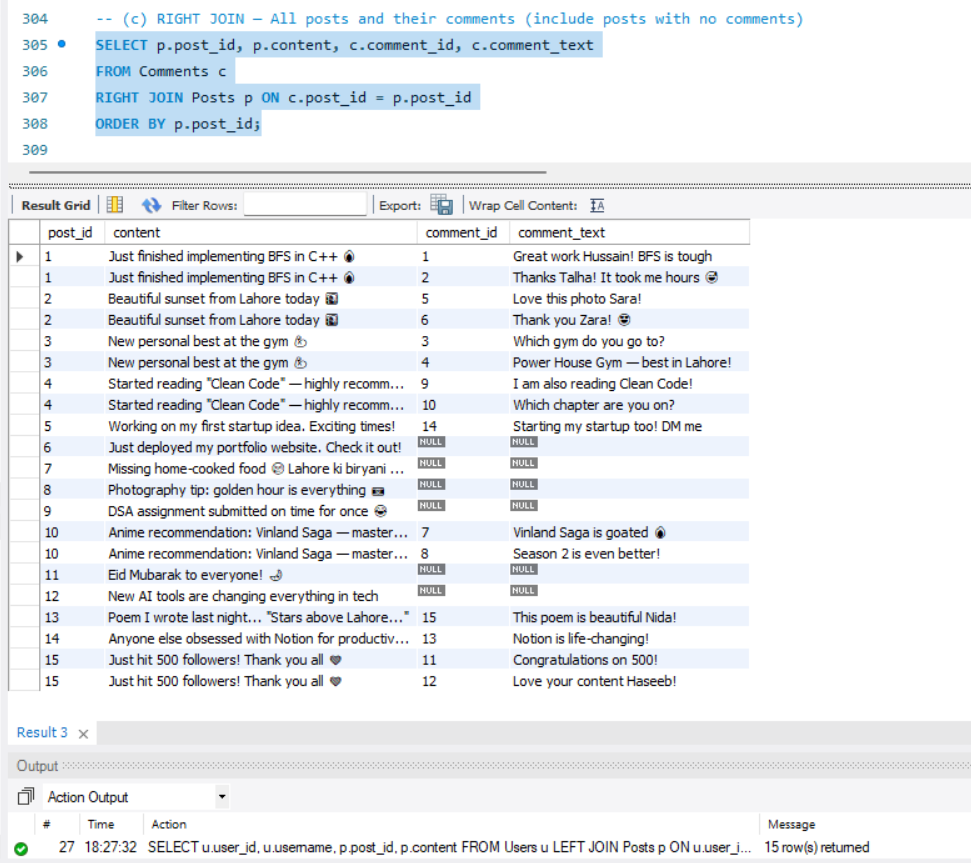 304 -- (c) RIGHT JOIN — All posts and their comments (include posts with no comments)
305 SELECT p.post_id, p.content, c.comment_id, c.comment_text
306 FROM Comments c
307 RIGHT JOIN Posts p ON c.post_id = p.post_id
308 ORDER BY p.post_id;
309
Result Grid Filter Rows: Export: Wrap Cell Content: IA
post_id content comment_id comment_text
1 Just finished implementing BFS in C++ 1 Great work Hussain! BFS is tough
1 Just finished implementing BFS in C++ 2 Thanks Talha! It took me hours
2 Beautiful sunset from Lahore today 5 Love this photo Sara!
2 Beautiful sunset from Lahore today 6 Thank you Zara!
3 New personal best at the gym 3 Which gym do you go to?
3 New personal best at the gym 4 Power House Gym — best in Lahore!
4 Started reading "Clean Code" — highly recomm... 9 I am also reading Clean Code!
4 Started reading "Clean Code" — highly recomm... 10 Which chapter are you on?
5 Working on my first startup idea. Exciting times! 14 Starting my startup too! DM me
6 Just deployed my portfolio website. Check it out! NULL NULL
7 Missing home-cooked food Lahore ki biryani ... NULL NULL
8 Photography tip: golden hour is everything NULL NULL
9 DSA assignment submitted on time for once NULL NULL
10 Anime recommendation: Vinland Saga — master... 7 Vinland Saga is goated
10 Anime recommendation: Vinland Saga — master... 8 Season 2 is even better!
11 Eid Mubarak to everyone! NULL NULL
12 New AI tools are changing everything in tech NULL NULL
13 Poem I wrote last night... "Stars above Lahore..." 15 This poem is beautiful Nida!
14 Anyone else obsessed with Notion for productiv... 13 Notion is life-changing!
15 Just hit 500 followers! Thank you all 11 Congratulations on 500!
15 Just hit 500 followers! Thank you all 12 Love your content Haseeb!
Result 3 ×
Output
Action Output
# Time Action Message
27 18:27:32 SELECT u.user_id, u.username, p.post_id, p.content FROM Users u LEFT JOIN Posts p ON u.user_i... 15 row(s) returned